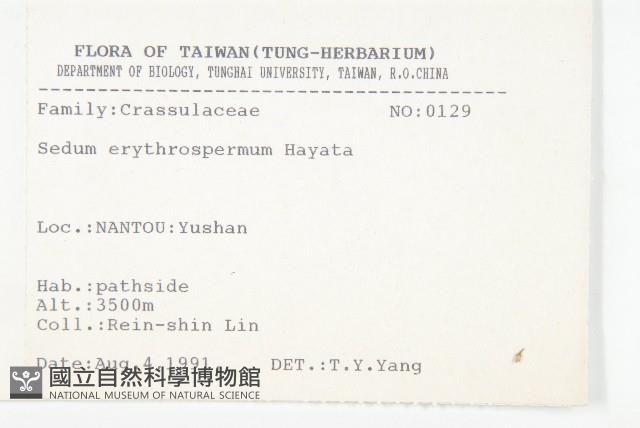 FLORA OF TAIWAN(TUNG-HERBARIUM)
DEPARTMENT OF BIOLOGY, TUNGHAI UNIVERSITY, TAIWAN, R.O.CHINA
Family:Crassulaceae NO:0129
Sedum erythrospermum Hayata
Loc.:NANTOU:Yushan
Hab.:pathside
Alt.:3500m
Coll.:Rein-shin Lin
Date:Aug 4,1991 DET.:T.Y.Yang
國立自然科學博物館
NATIONAL MUSEUM OF NATURAL SCIENCE